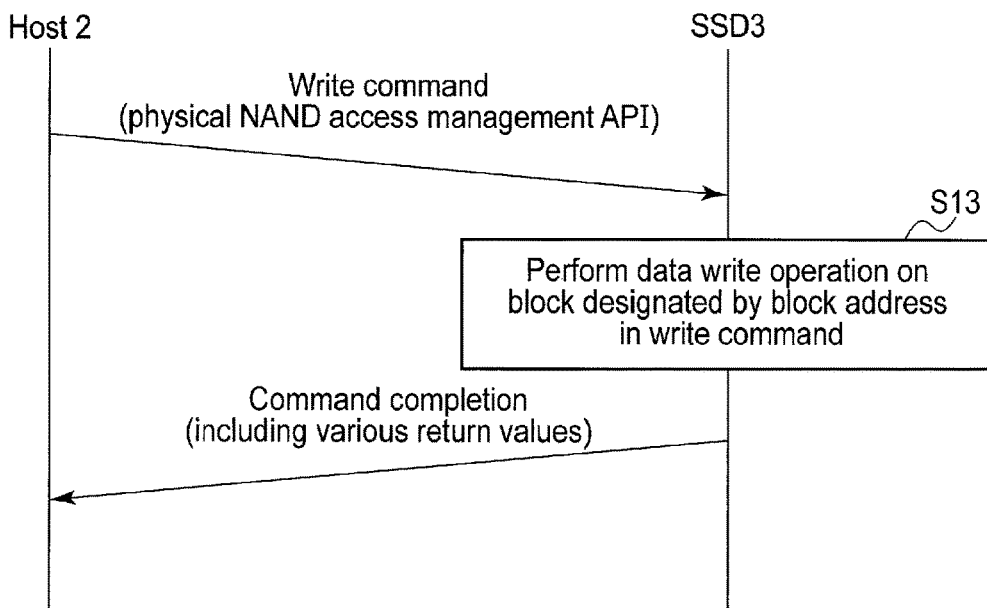 Host 2
SSD3
Write command
(physical NAND access management API)
S13
Perform data write operation on
block designated by block address
in write command
Command completion
(including various return values)